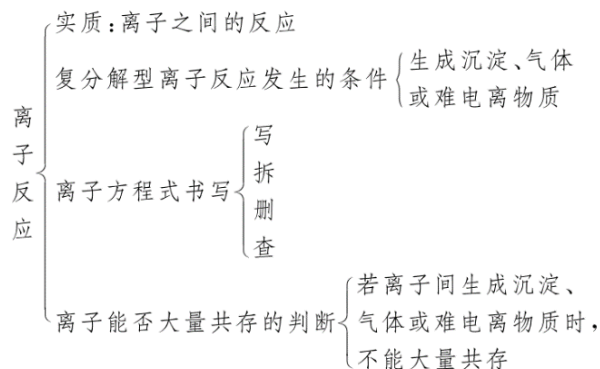 离子反应
实质:离子之间的反应
复分解型离子反应发生的条件
生成沉淀、气体
或难电离物质
离子方程式书写
写
拆
删
查
离子能否大量共存的判断
若离子间生成沉淀、
气体或难电离物质时,
不能大量共存